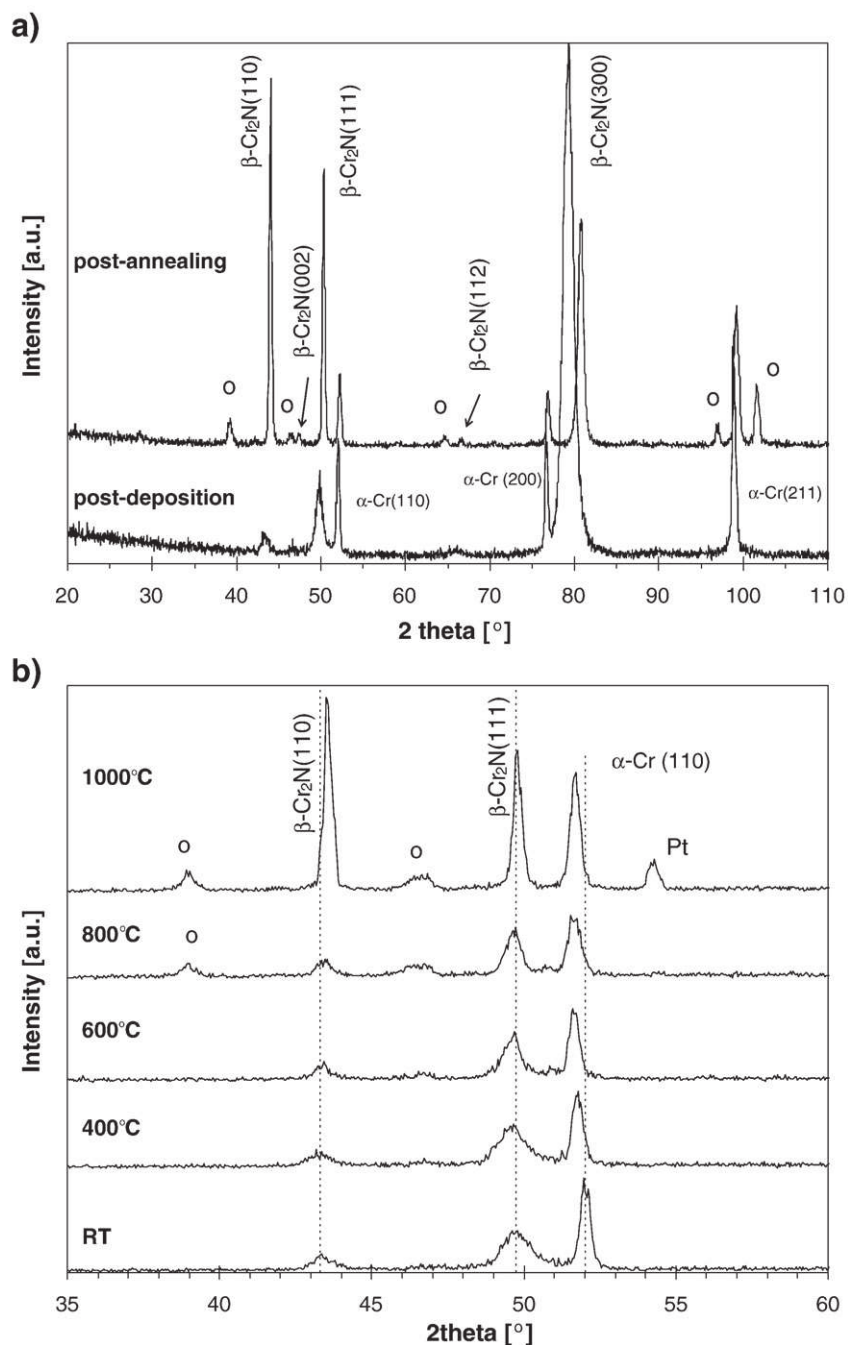 a)
β-Cr₂N(110)
β-Cr₂N(111)
β-Cr₂N(300)
post-annealing
β-Cr₂N(002)
β-Cr₂N(112)
o
o
o
o
o
Intensity [a.u.]
post-deposition
α-Cr(110)
α-Cr (200)
α-Cr(211)
20 30 40 50 60 70 80 90 100 110
2 theta [°]
b)
β-Cr₂N(110)
β-Cr₂N(111)
α-Cr (110)
1000°C
o
o
Pt
800°C
o
600°C
400°C
RT
Intensity [a.u.]
35 40 45 50 55 60
2theta [°]